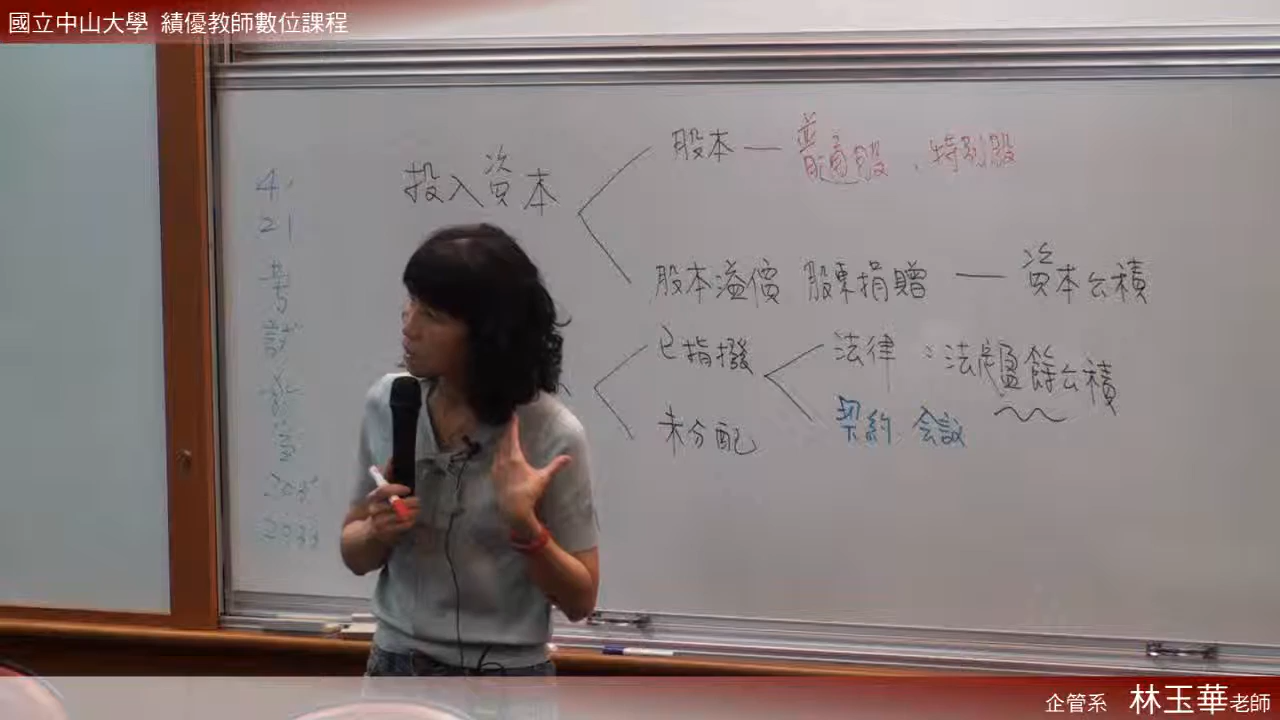 國立中山大學 績優教師數位課程
投入資本
股本 — 普通股、特別股
股本溢價 股東捐贈 — 資本公積
已指撥
法律：法定盈餘公積
契約 会議
未分配
4/
21
考
試
教
室
企管系 林玉華老師